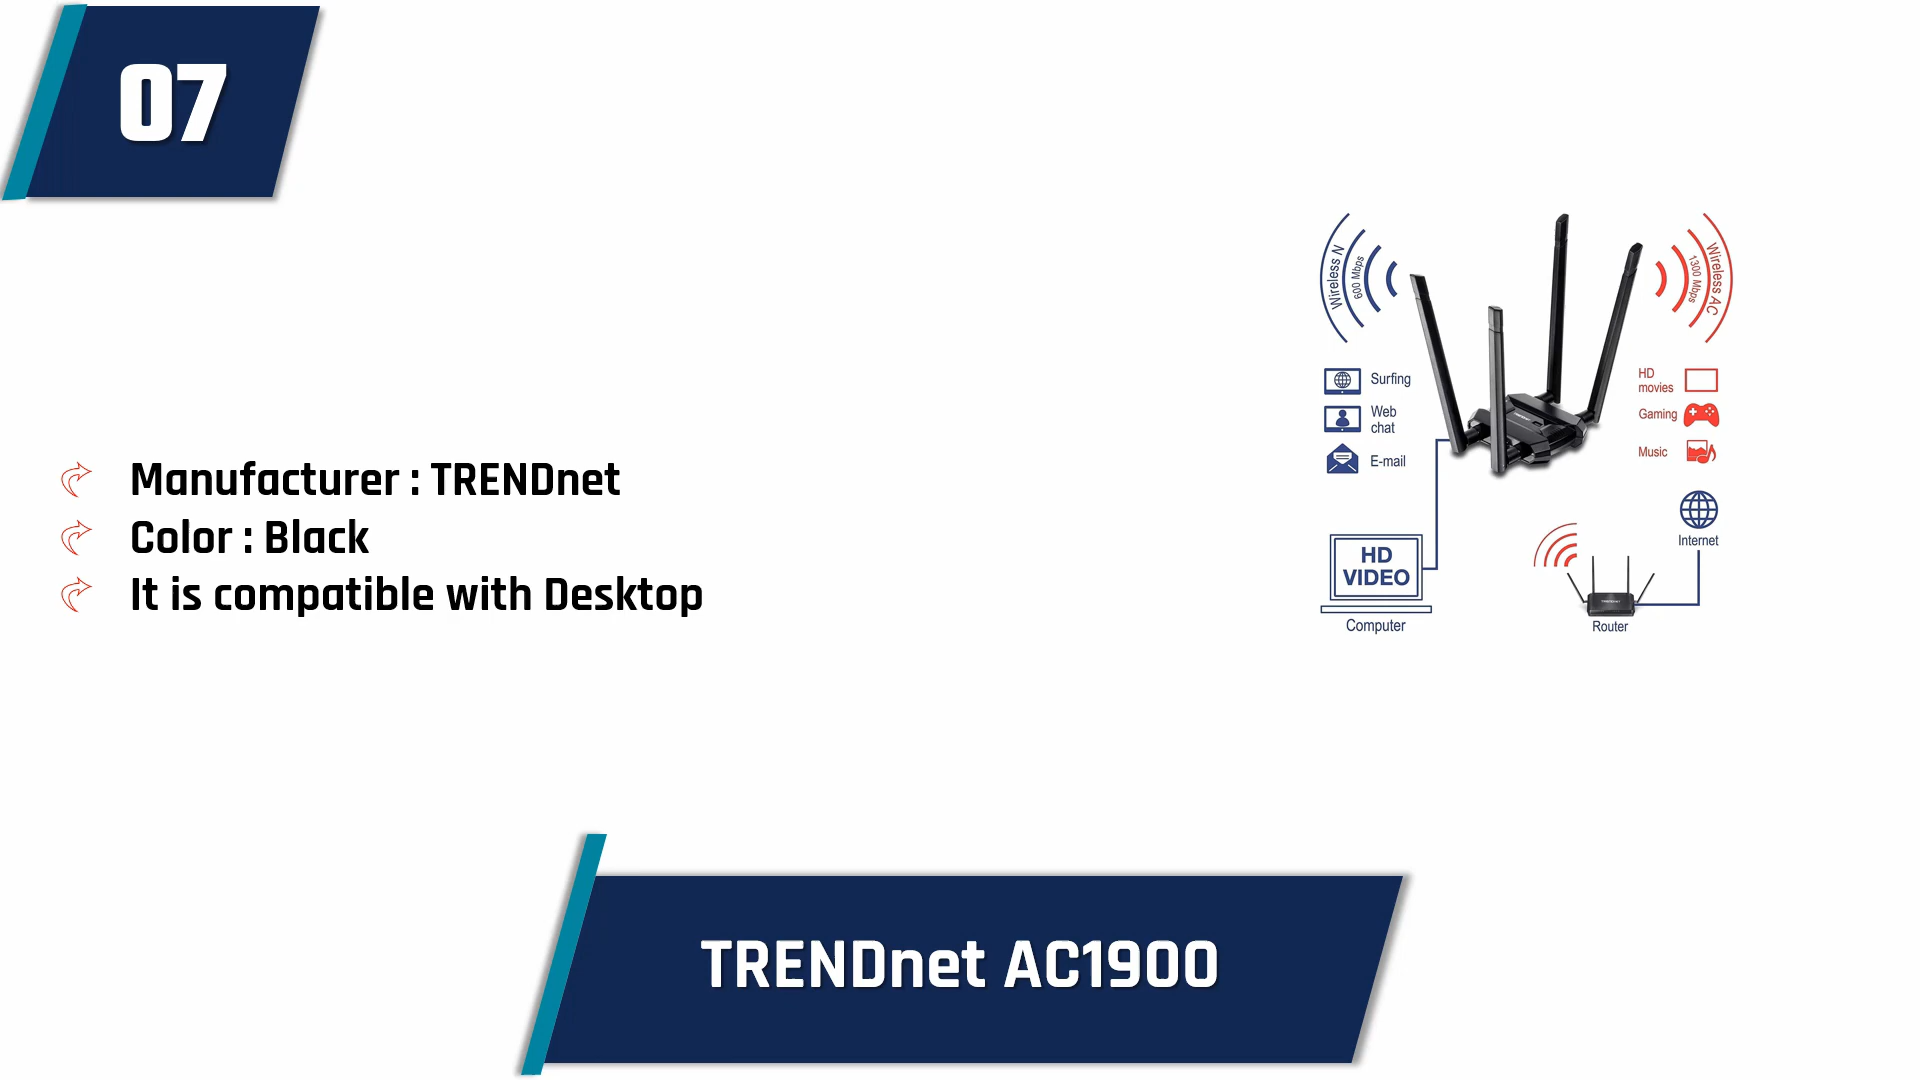 07
Manufacturer : TRENDnet
Color : Black
It is compatible with Desktop
Wireless N
600 Mbps
Wireless AC
1300 Mbps
Surfing
Web
chat
E-mail
HD
movies
Gaming
Music
HD
VIDEO
Computer
Internet
Router
TRENDnet AC1900